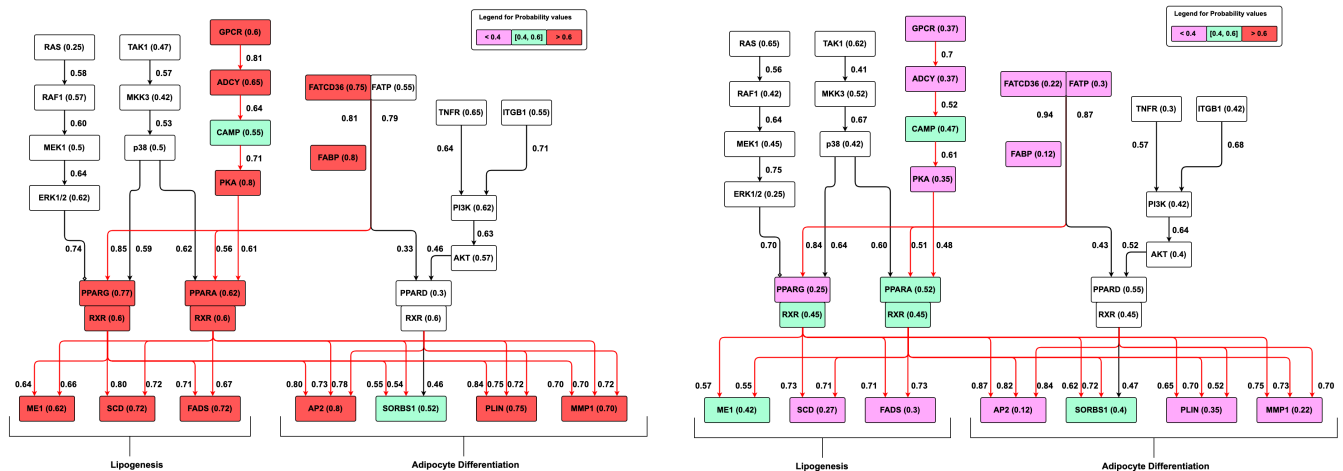 Legend for Probability values
< 0.4 [0.4, 0.6] > 0.6
GPCR (0.6)
RAS (0.25) TAK1 (0.47)
0.58 0.57 0.81
RAF1 (0.57) MKK3 (0.42) ADCY (0.65) FATCD36 (0.75) FATP (0.55)
0.60 0.53 0.64 0.81 0.79
TNFR (0.65) ITGB1 (0.55)
CAMP (0.55)
MEK1 (0.5) p38 (0.5) 0.71 FABP (0.8) 0.64 0.71
0.64
PKA (0.8)
ERK1/2 (0.62) PI3K (0.62)
0.63
0.74 0.85 0.59 0.62 0.56 0.61 0.33 0.46
AKT (0.57)
PPARG (0.77) PPARA (0.62) PPARD (0.3)
RXR (0.6) RXR (0.6) RXR (0.6)
0.64 0.66 0.80 0.72 0.71 0.67 0.80 0.73 0.78 0.55 0.54 0.46 0.84 0.75 0.72 0.70 0.70 0.72
ME1 (0.62) SCD (0.72) FADS (0.72) AP2 (0.8) SORBS1 (0.52) PLIN (0.75) MMP1 (0.70)
Lipogenesis Adipocyte Differentiation
Legend for Probability values
< 0.4 [0.4, 0.6] > 0.6
GPCR (0.37)
RAS (0.65) TAK1 (0.62)
0.56 0.41 0.7
RAF1 (0.42) MKK3 (0.52) ADCY (0.37) FATCD36 (0.22) FATP (0.3)
0.64 0.67 0.52 0.94 0.87
TNFR (0.3) ITGB1 (0.42)
CAMP (0.47)
MEK1 (0.45) p38 (0.42) 0.61 FABP (0.12) 0.57 0.68
0.75
PKA (0.35)
ERK1/2 (0.25) PI3K (0.42)
0.64
0.70 0.84 0.64 0.60 0.51 0.48 0.43 0.52
AKT (0.4)
PPARG (0.25) PPARA (0.52) PPARD (0.55)
RXR (0.45) RXR (0.45) RXR (0.45)
0.57 0.55 0.73 0.71 0.71 0.73 0.87 0.82 0.84 0.62 0.72 0.47 0.65 0.70 0.52 0.75 0.73 0.70
ME1 (0.42) SCD (0.27) FADS (0.3) AP2 (0.12) SORBS1 (0.4) PLIN (0.35) MMP1 (0.22)
Lipogenesis Adipocyte Differentiation